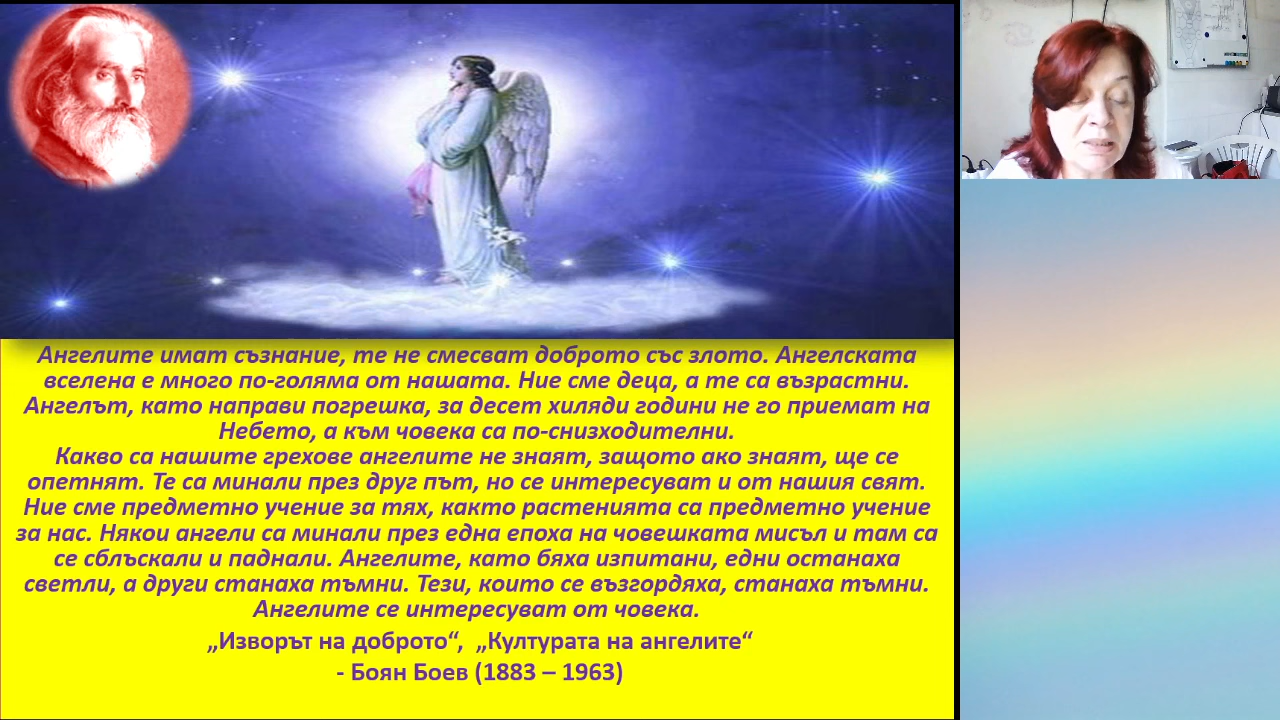 Ангелите имат съзнание, те не смесват доброто със злото. Ангелската
вселена е много по-голяма от нашата. Ние сме деца, а те са възрастни.
Ангелът, като направи погрешка, за десет хиляди години не го приемат на
Небето, а към човека са по-снизходителни.
Какво са нашите грехове ангелите не знаят, защото ако знаят, ще се
опетнят. Те са минали през друг път, но се интересуват и от нашия свят.
Ние сме предметно учение за тях, както растенията са предметно учение
за нас. Някои ангели са минали през една епоха на човешката мисъл и там са
се сблъскали и паднали. Ангелите, като бяха изпитани, едни останаха
светли, а други станаха тъмни. Тези, които се възгордяха, станаха тъмни.
Ангелите се интересуват от човека.
„Изворът на доброто“, „Културата на ангелите“
- Боян Боев (1883 – 1963)